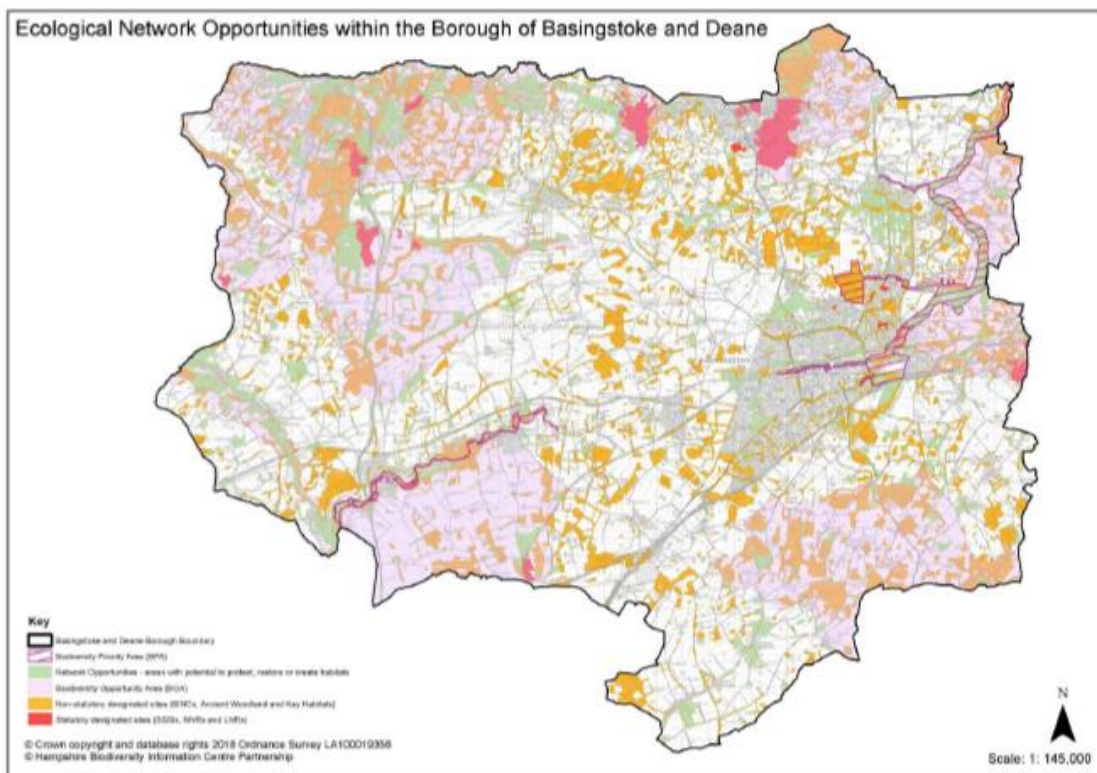 Ecological Network Opportunities within the Borough of Basingstoke and Deane
Key
Basingstoke and Deane Borough Boundary
Biodiversity Priority Area (BPA)
Network Opportunities - areas with potential to protect, restore or create habitats
Biodiversity Opportunity Area (BOA)
Non-statutory designated sites (SINCs, Ancient Woodland and Key Habitats)
Statutory designated sites (SSSIs, NNRs and LNRs)
© Crown copyright and database rights 2018 Ordnance Survey LA100019356
© Hampshire Biodiversity Information Centre Partnership
N
Scale: 1: 145,000